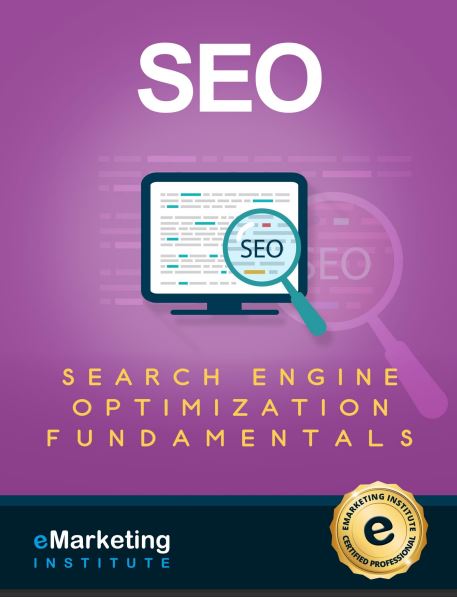 SEO
SEO
SEO
SEARCH ENGINE
OPTIMIZATION
FUNDAMENTALS
eMarketing
INSTITUTE
EMARKETING INSTITUTE
e
CERTIFIED PROFESSIONAL